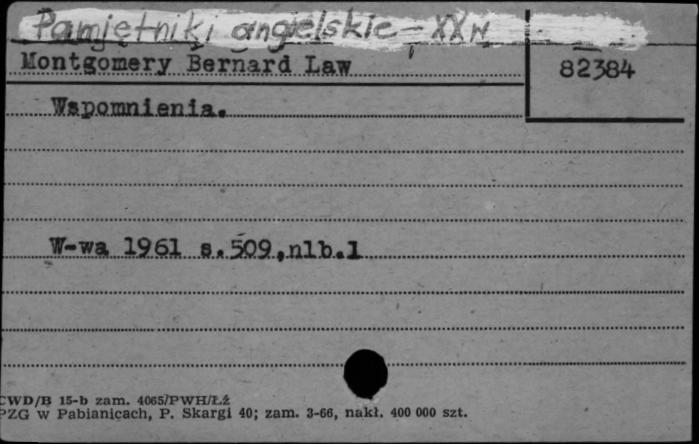 Pamiętniki angielskie - XX w
Montgomery Bernard Law
82384
Wspomnienia.
W-wa 1961 s.509,nlb.1
CWD/B 15-b zam. 4065/PWH/Łź
PZG w Pabianicach, P. Skargi 40; zam. 3-66, nakł. 400 000 szt.